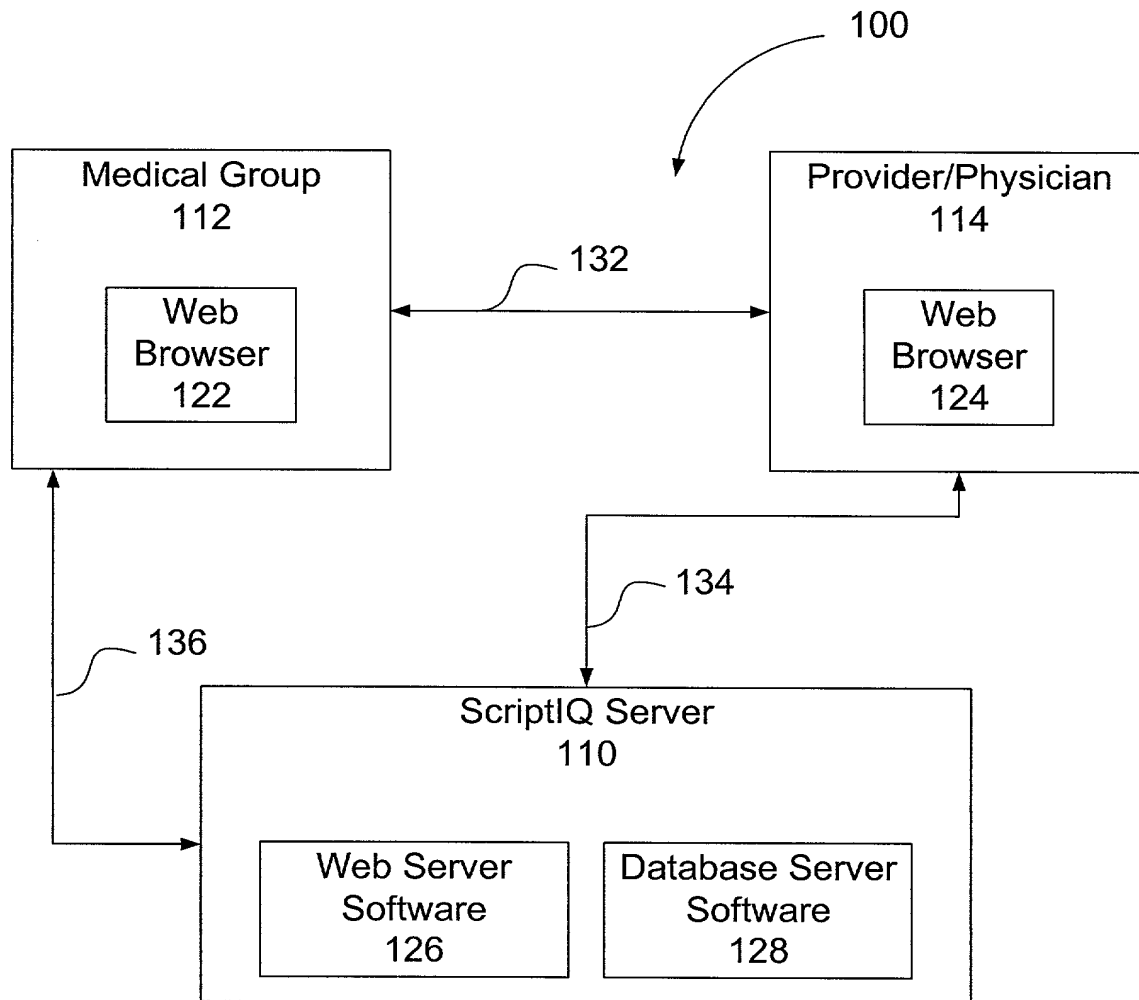 100
Medical Group
112
Web
Browser
122
132
Provider/Physician
114
Web
Browser
124
134
136
ScriptIQ Server
110
Web Server
Software
126
Database Server
Software
128